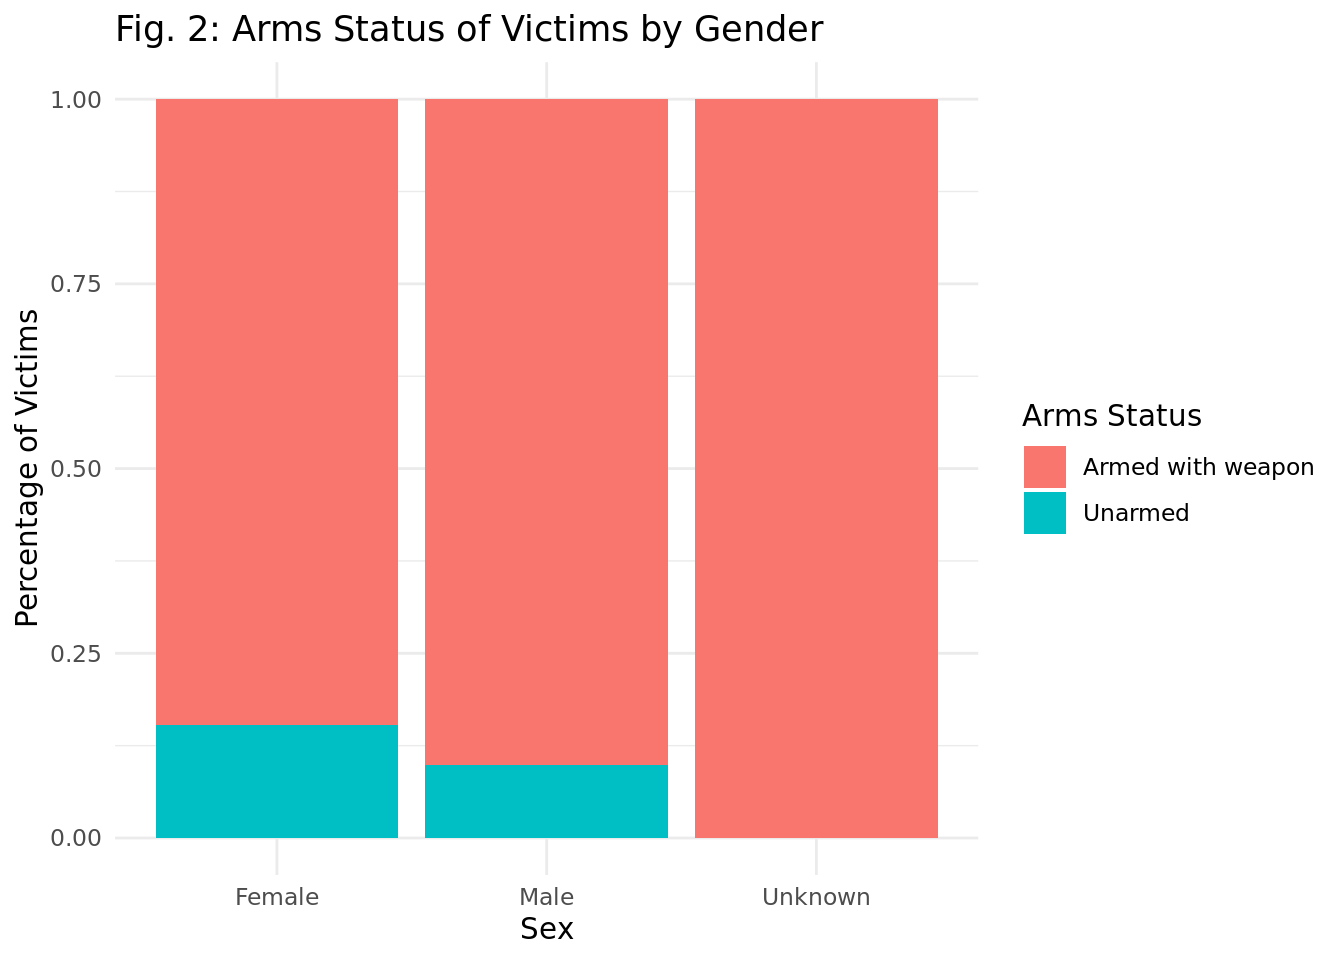 Fig. 2: Arms Status of Victims by Gender
1.00
0.75
0.50
0.25
0.00
Percentage of Victims
Female
Male
Unknown
Sex
Arms Status
Armed with weapon
Unarmed